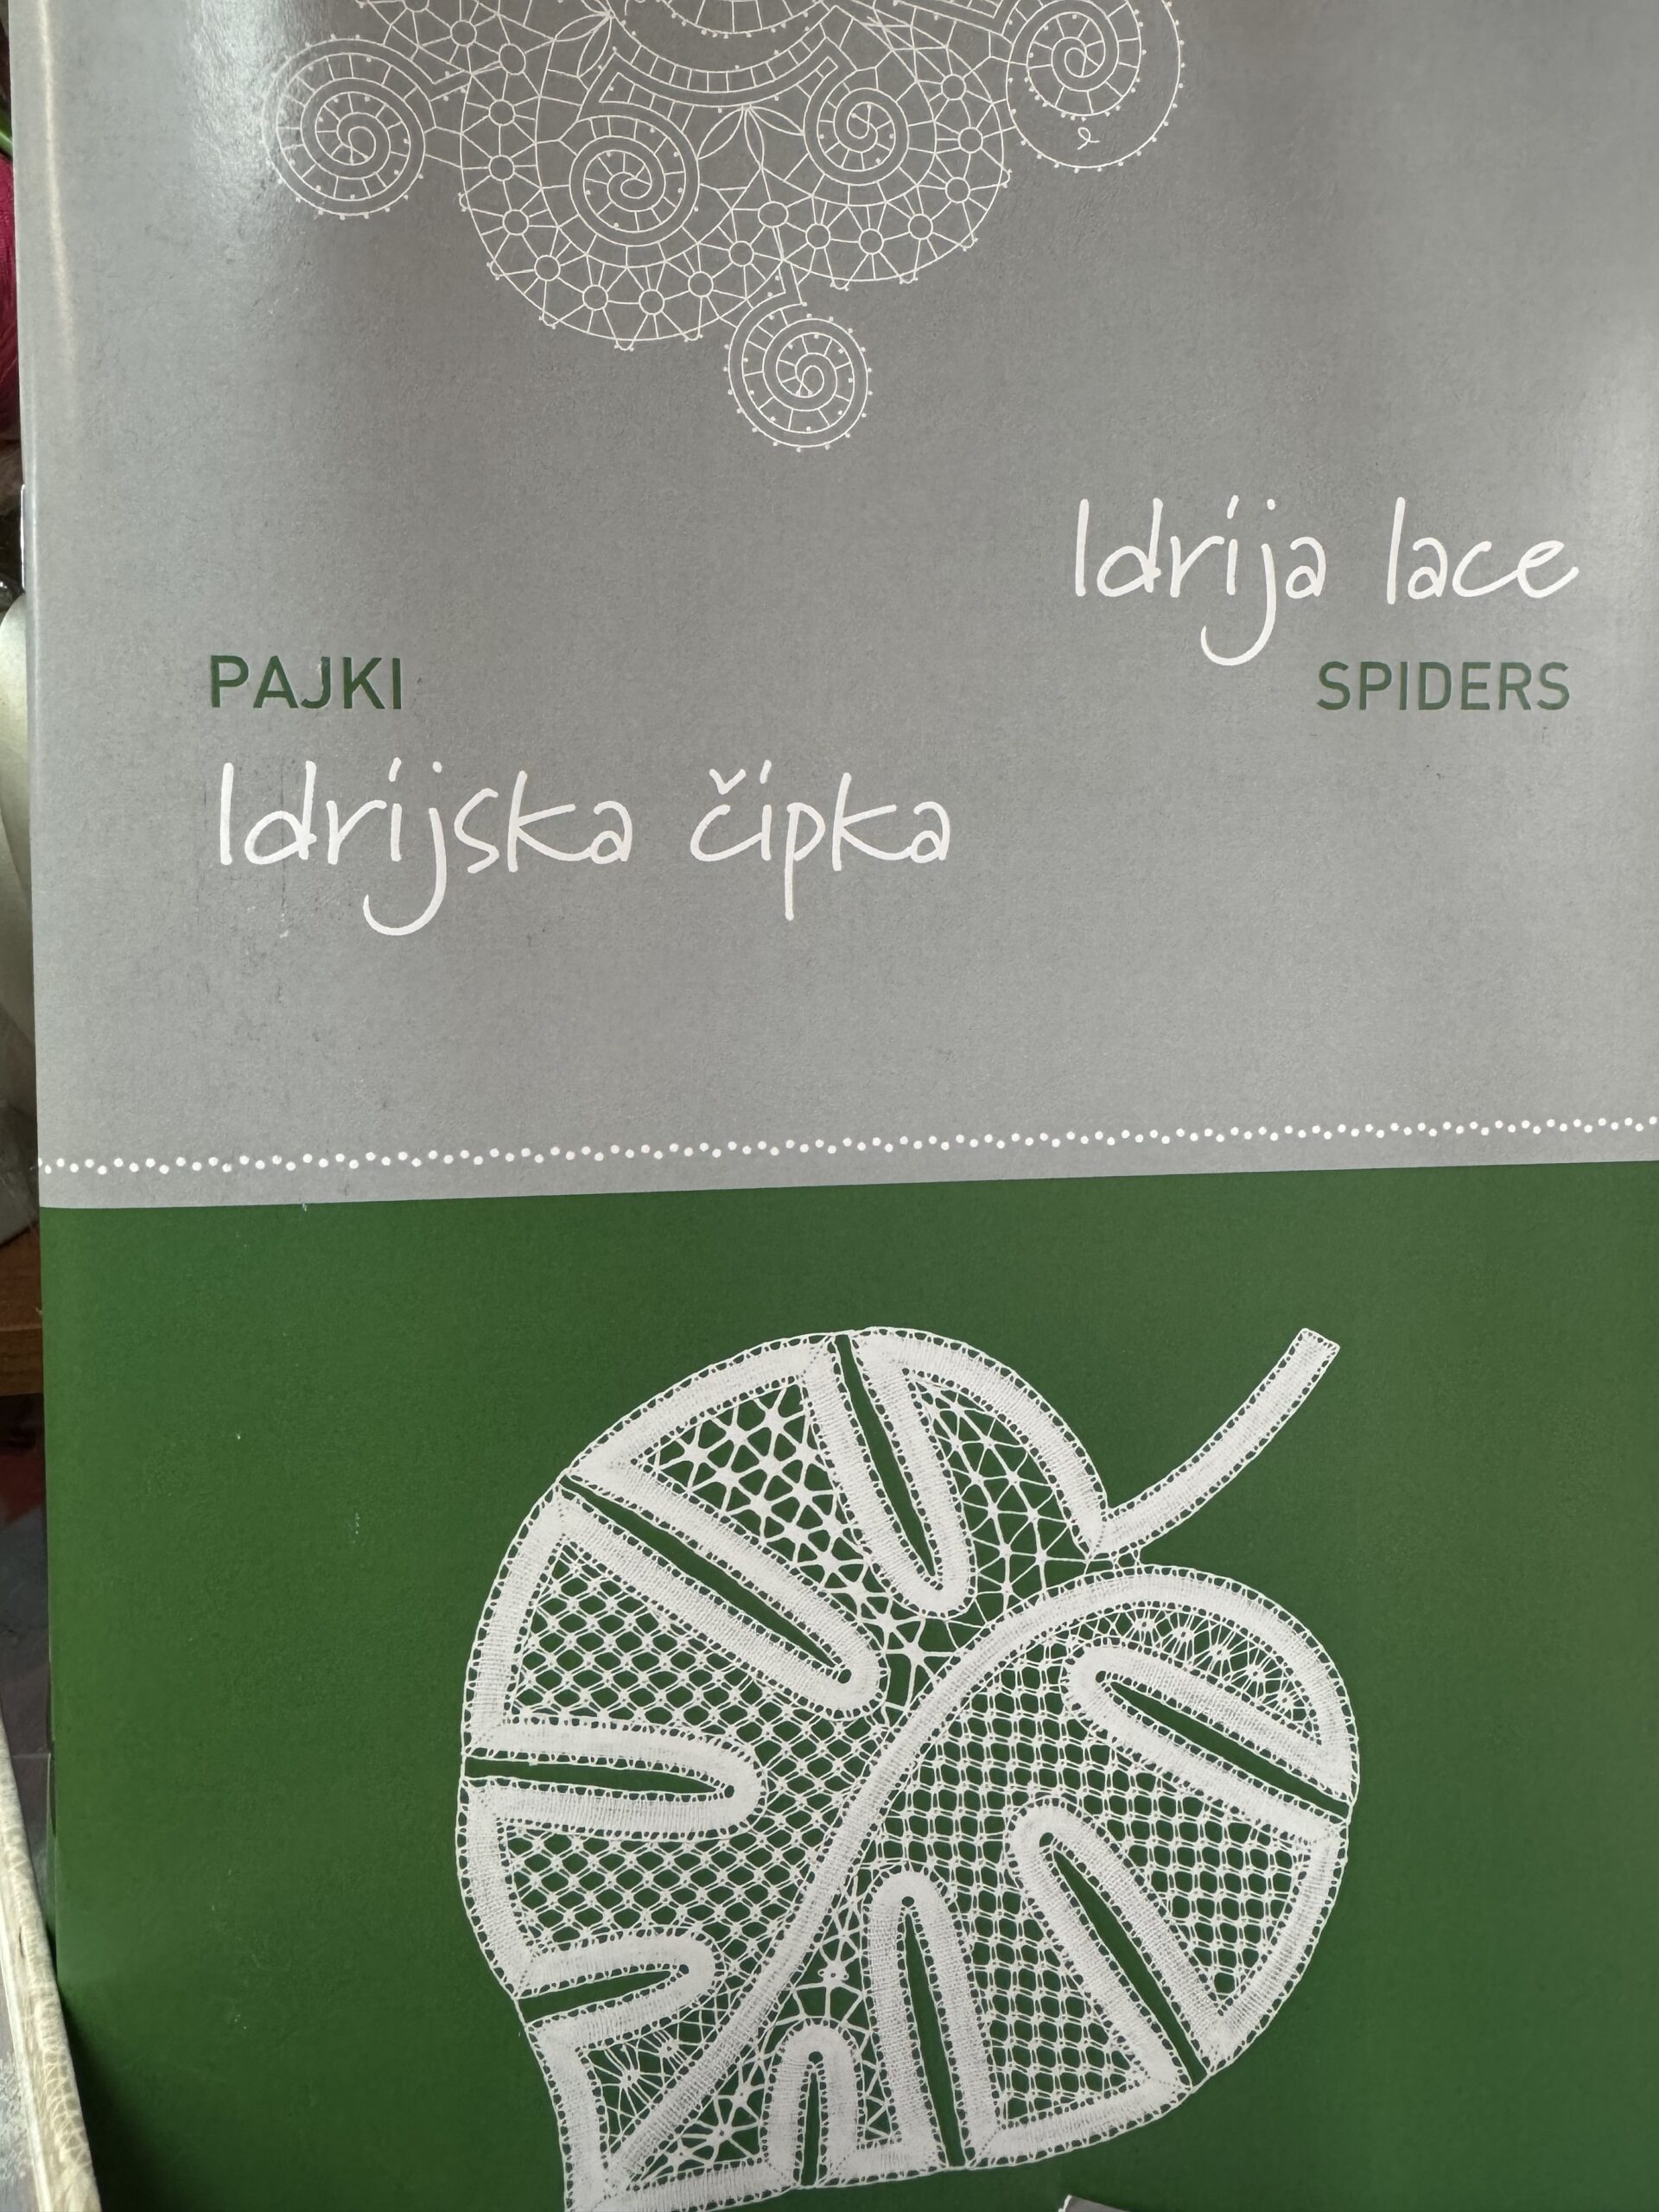 Idrija lace
SPIDERS
PAJKI
Idrijska čipka